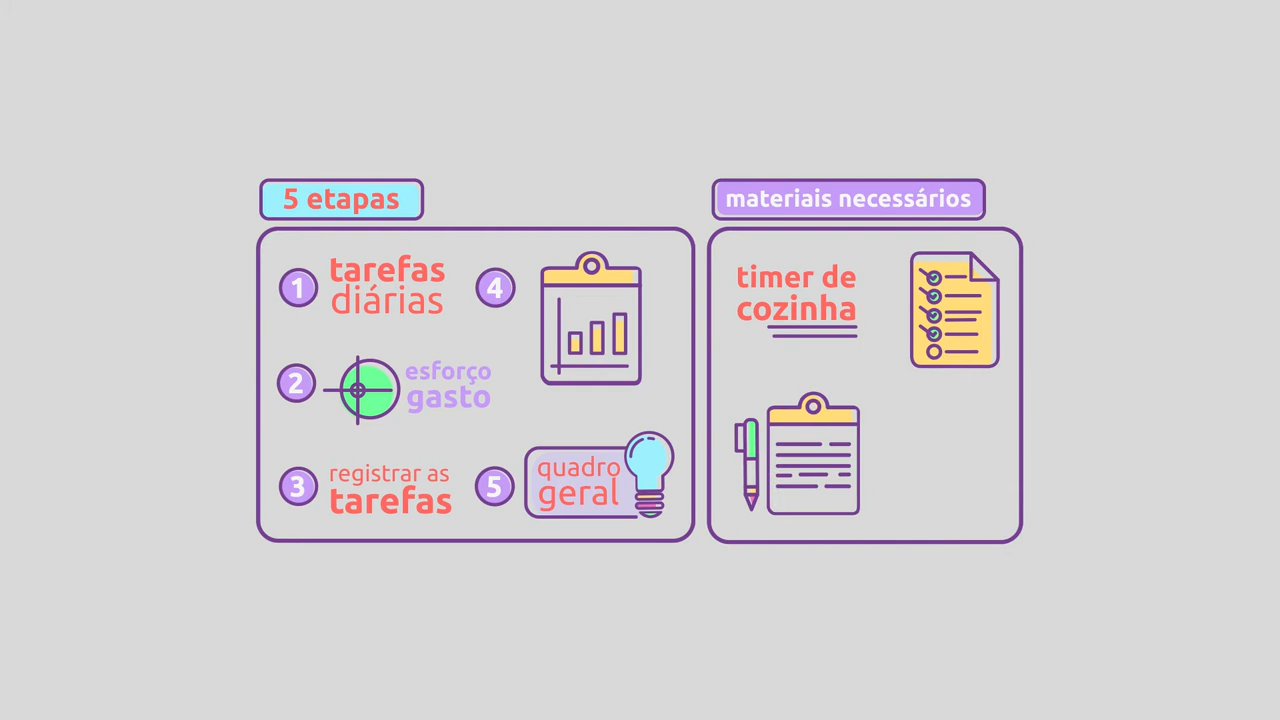 5 etapas
1
tarefas
diárias
2
esforço
gasto
3
registrar as
tarefas
4
5
quadro
geral
materiais necessários
timer de
cozinha